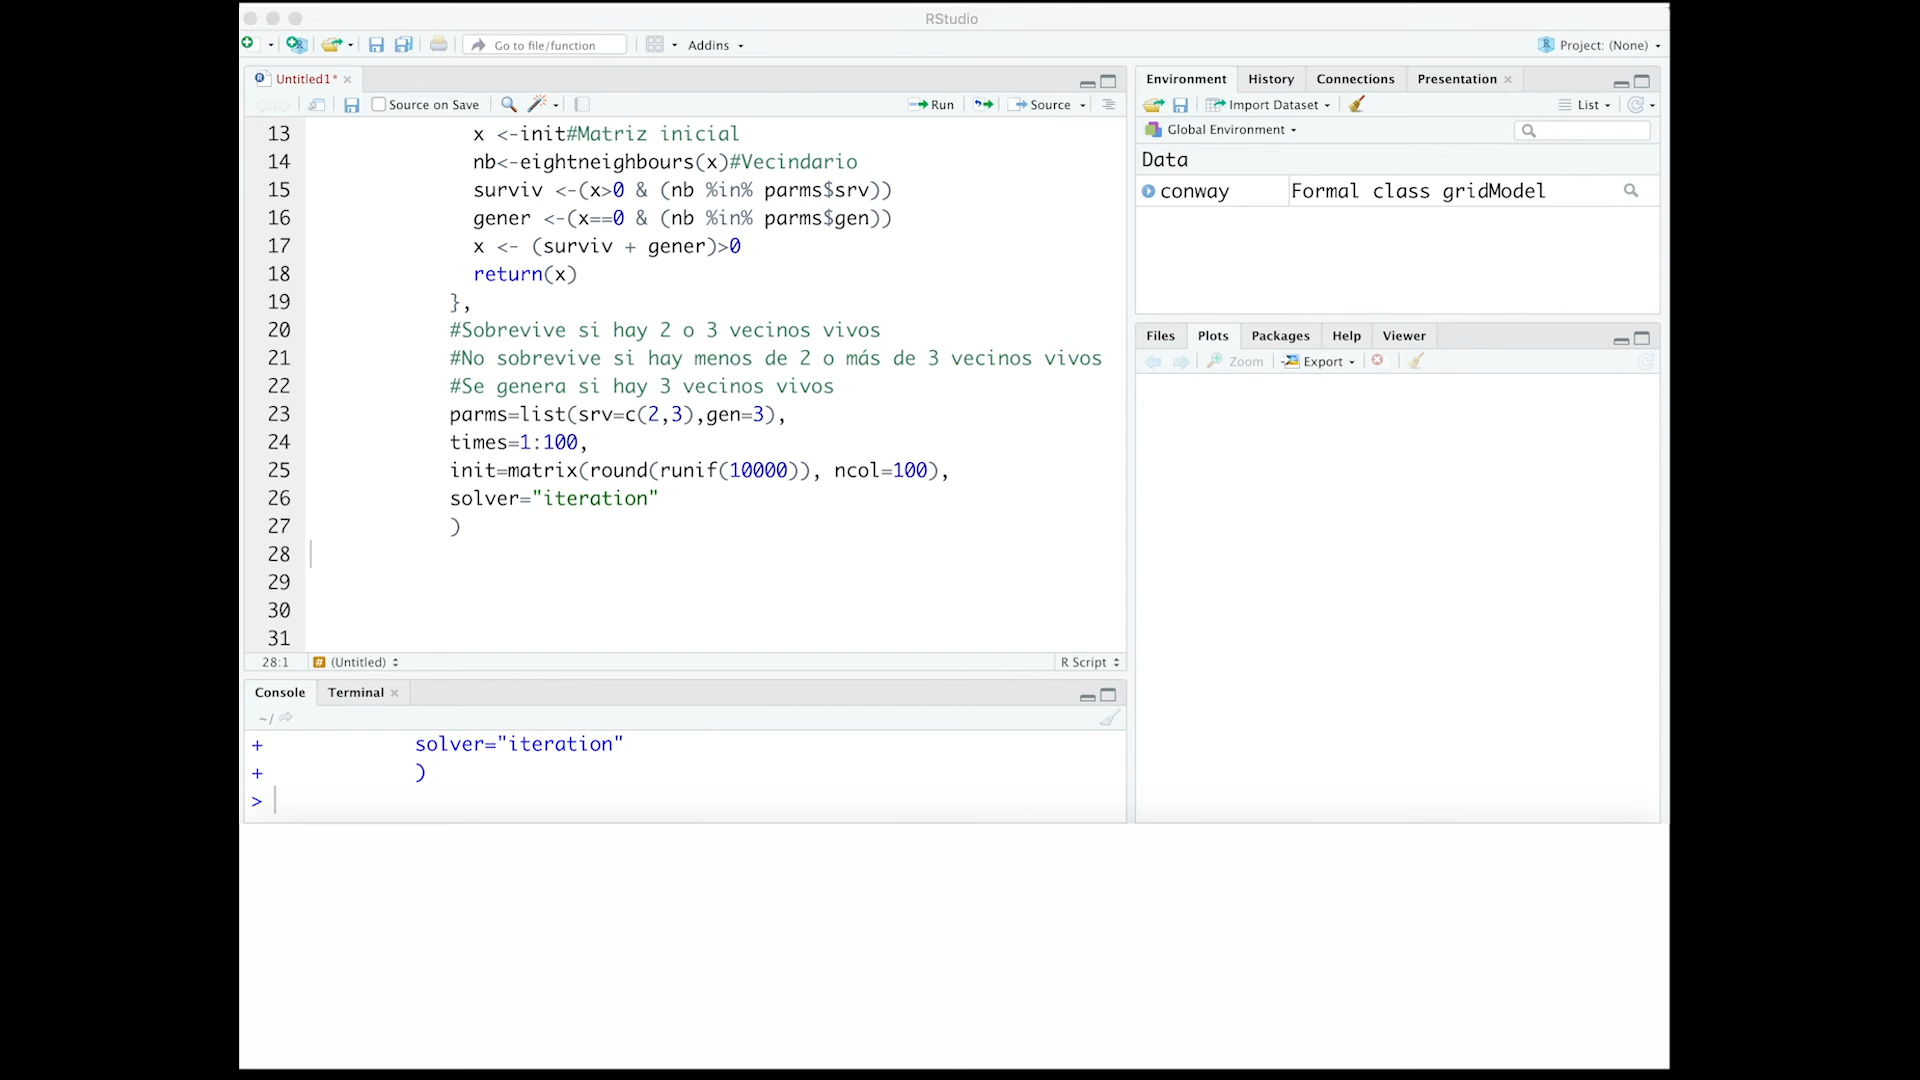 RStudio
Go to file/function
Addins
Project: (None)
Untitled1*
Source on Save
Run
Source
13 x <-init#Matriz inicial
14 nb<-eightneighbours(x)#Vecindario
15 surviv <-(x>0 & (nb %in% parms$srv))
16 gener <-(x==0 & (nb %in% parms$gen))
17 x <- (surviv + gener)>0
18 return(x)
19 },
20 #Sobrevive si hay 2 o 3 vecinos vivos
21 #No sobrevive si hay menos de 2 o más de 3 vecinos vivos
22 #Se genera si hay 3 vecinos vivos
23 parms=list(srv=c(2,3),gen=3),
24 times=1:100,
25 init=matrix(round(runif(10000)), ncol=100),
26 solver="iteration"
27 )
28
29
30
31
28:1 # (Untitled) R Script
Console Terminal
~/
+ solver="iteration"
+ )
>
Environment History Connections Presentation
Import Dataset List
Global Environment
Data
conway Formal class gridModel
Files Plots Packages Help Viewer
Zoom Export